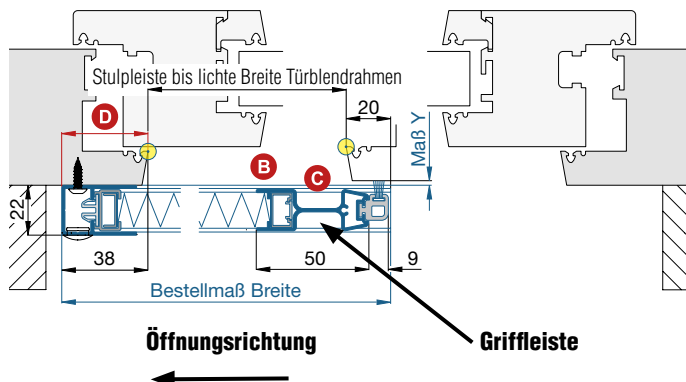 Stulpleiste bis lichte Breite Türblendrahmen
20
D
Maß Y
B
C
22
38
50
9
Bestellmaß Breite
Öffnungsrichtung
Griffleiste